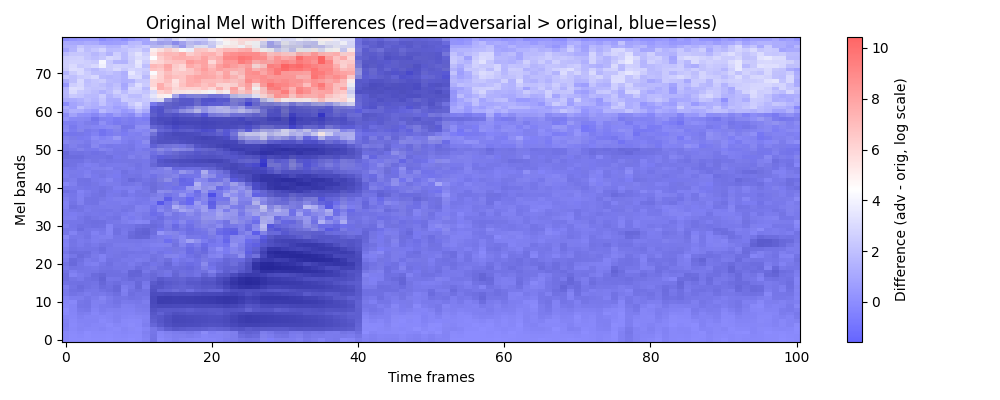 Original Mel with Differences (red=adversarial > original, blue=less)
Mel bands
70
60
50
40
30
20
10
0
0 20 40 60 80 100
Time frames
10
8
6
4
2
0
Difference (adv - orig, log scale)